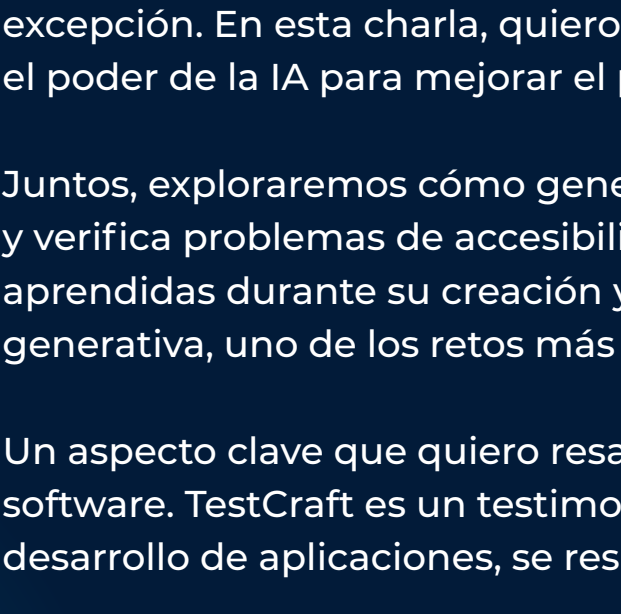 excepción. En esta charla, quiero
el poder de la IA para mejorar el
Juntos, exploraremos cómo gene
y verifica problemas de accesibili
aprendidas durante su creación y
generativa, uno de los retos más
Un aspecto clave que quiero resa
software. TestCraft es un testimo
desarrollo de aplicaciones, se res